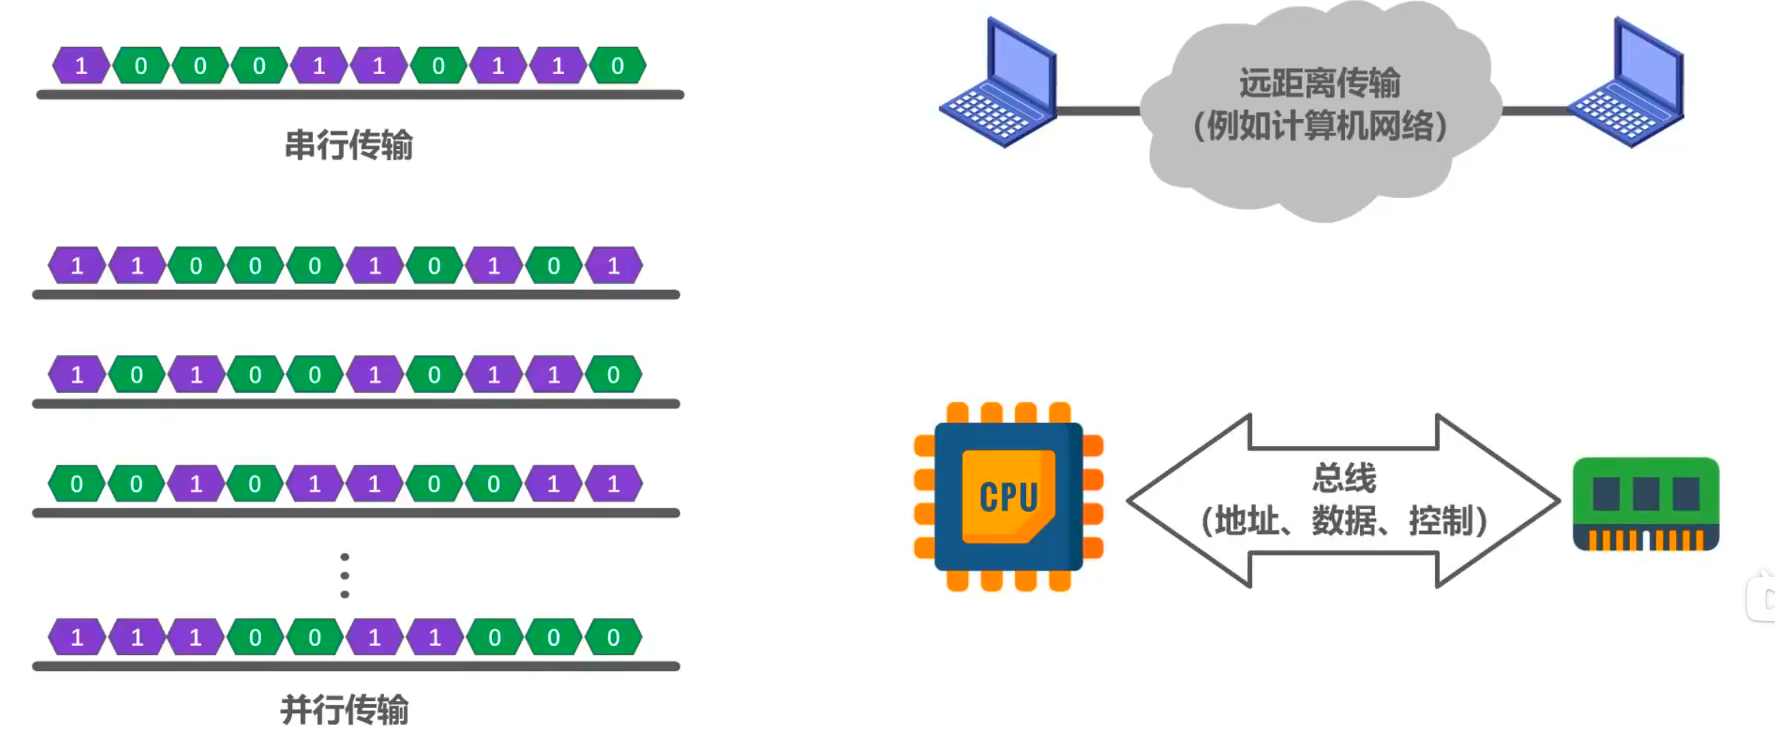 1 0 0 0 1 1 0 1 1 0
串行传输
远距离传输
（例如计算机网络）
1 1 0 0 0 1 0 1 0 1
1 0 1 0 0 1 0 1 1 0
0 0 1 0 1 1 0 0 1 1
1 1 1 0 0 1 1 0 0 0
并行传输
CPU
总线
（地址、数据、控制）